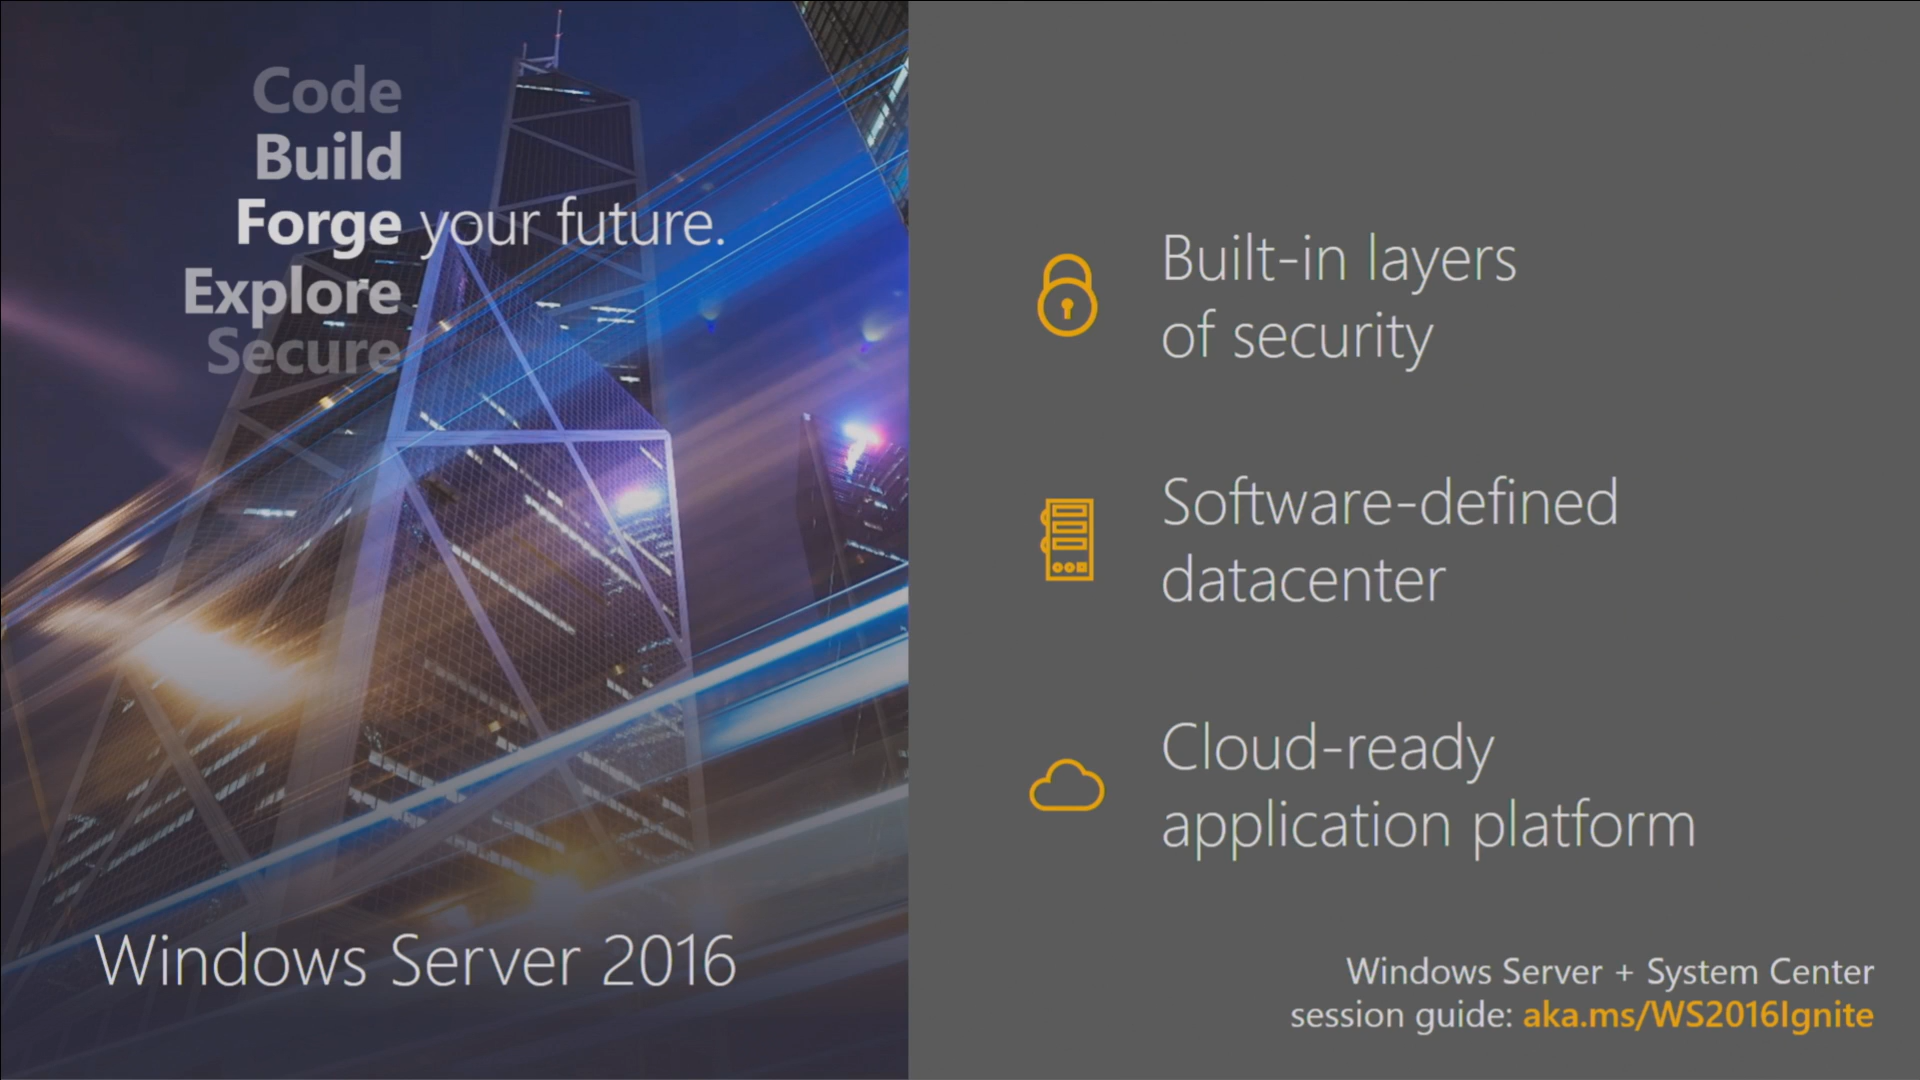 Code
Build
Forge your future.
Explore
Secure
Windows Server 2016
Built-in layers
of security
Software-defined
datacenter
Cloud-ready
application platform
Windows Server + System Center
session guide: aka.ms/WS2016Ignite